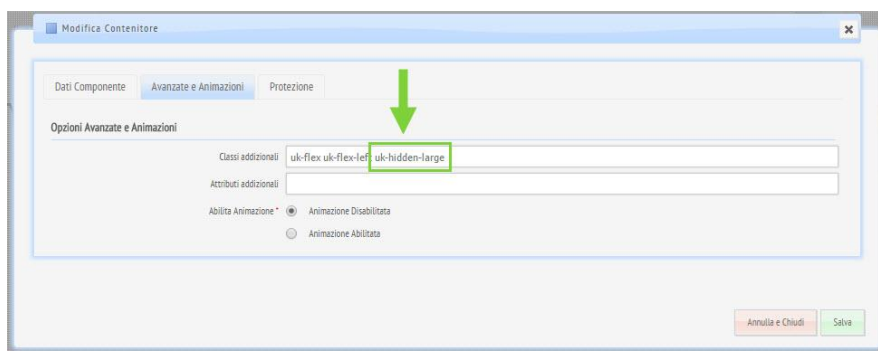 Modifica Contenitore
Dati Componente Avanzate e Animazioni Protezione
Opzioni Avanzate e Animazioni
Classi addizionali uk-flex uk-flex-left uk-hidden-large
Attributi addizionali
Abilita Animazione * Animazione Disabilitata
Animazione Abilitata
Annulla e Chiudi Salva